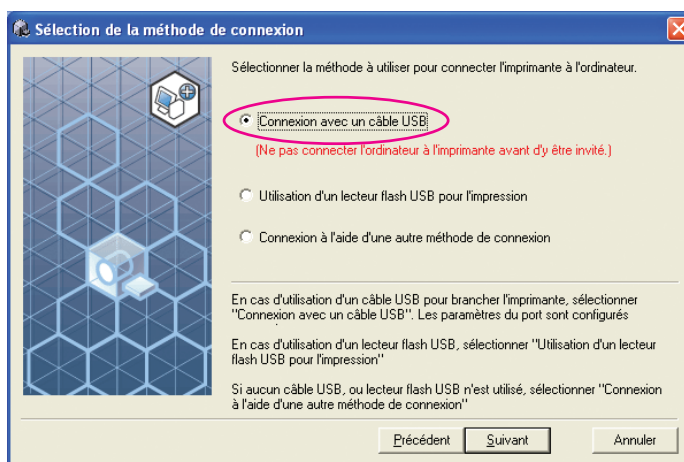 Sélection de la méthode de connexion
Sélectionner la méthode à utiliser pour connecter l'imprimante à l'ordinateur.
Connexion avec un câble USB
(Ne pas connecter l'ordinateur à l'imprimante avant d'y être invité.)
Utilisation d'un lecteur flash USB pour l'impression
Connexion à l'aide d'une autre méthode de connexion
En cas d'utilisation d'un câble USB pour brancher l'imprimante, sélectionner
"Connexion avec un câble USB". Les paramètres du port sont configurés
En cas d'utilisation d'un lecteur flash USB, sélectionner "Utilisation d'un lecteur
flash USB pour l'impression"
Si aucun câble USB, ou lecteur flash USB n'est utilisé, sélectionner "Connexion
à l'aide d'une autre méthode de connexion"
Précédent Suivant Annuler